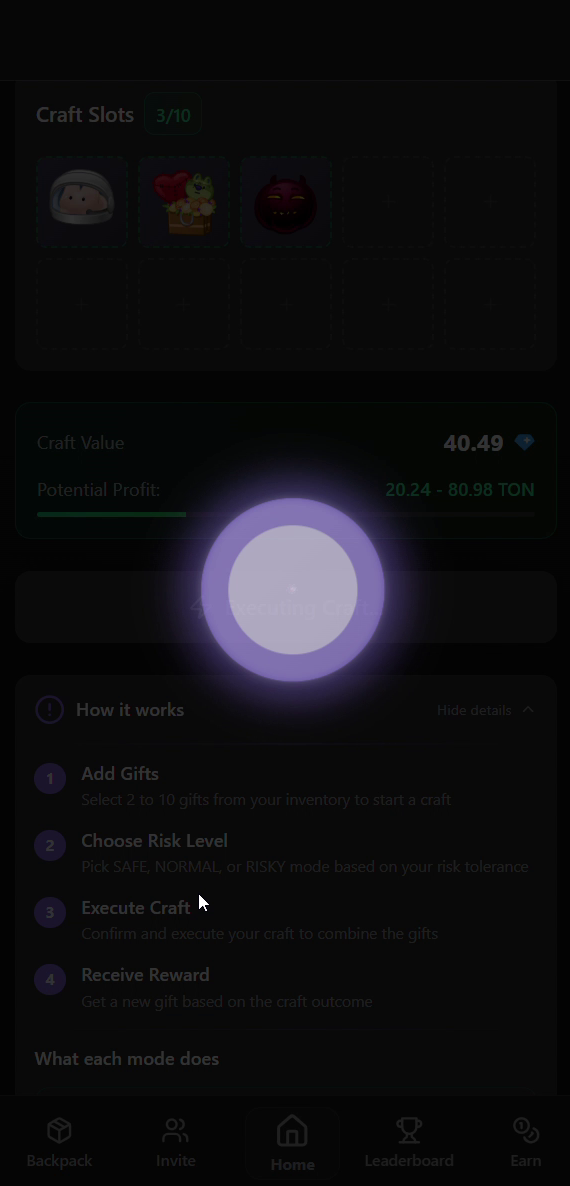 Craft Slots 3/10
Craft Value 40.49
Potential Profit: 20.24 - 80.98 TON
Executing Craft
How it works Hide details
1 Add Gifts
Select 2 to 10 gifts from your inventory to start a craft
2 Choose Risk Level
Pick SAFE, NORMAL, or RISKY mode based on your risk tolerance
3 Execute Craft
Confirm and execute your craft to combine the gifts
4 Receive Reward
Get a new gift based on the craft outcome
What each mode does
Backpack Invite Home Leaderboard Earn